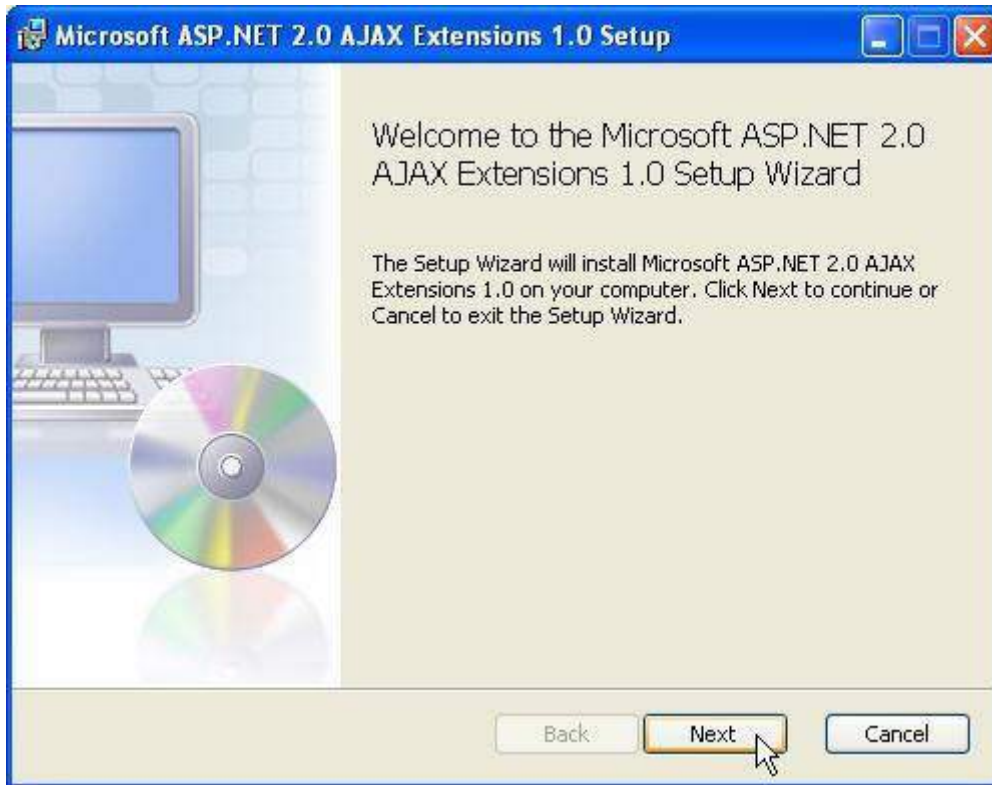 Microsoft ASP.NET 2.0 AJAX Extensions 1.0 Setup
Welcome to the Microsoft ASP.NET 2.0
AJAX Extensions 1.0 Setup Wizard
The Setup Wizard will install Microsoft ASP.NET 2.0 AJAX
Extensions 1.0 on your computer. Click Next to continue or
Cancel to exit the Setup Wizard.
Back
Next
Cancel